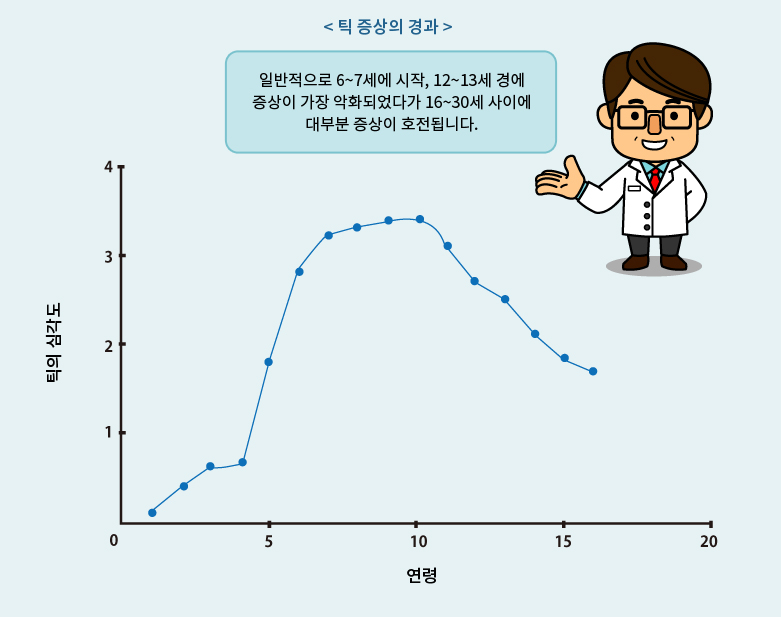 < 틱 증상의 경과 >
일반적으로 6~7세에 시작, 12~13세 경에
증상이 가장 악화되었다가 16~30세 사이에
대부분 증상이 호전됩니다.
4
3
2
1
틱의 심각도
0 5 10 15 20
연령